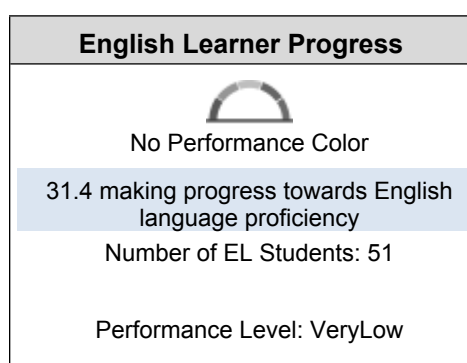 English Learner Progress
No Performance Color
31.4 making progress towards English
language proficiency
Number of EL Students: 51
Performance Level: VeryLow